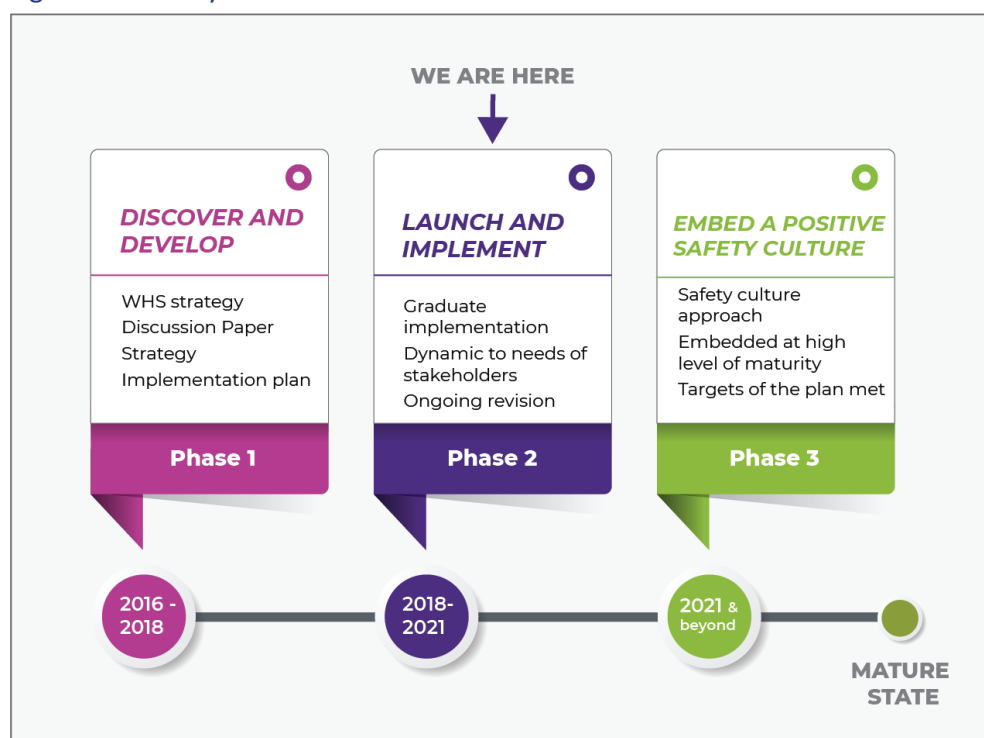 WE ARE HERE
DISCOVER AND
DEVELOP
WHS strategy
Discussion Paper
Strategy
Implementation plan
Phase 1
LAUNCH AND
IMPLEMENT
Graduate
implementation
Dynamic to needs of
stakeholders
Ongoing revision
Phase 2
EMBED A POSITIVE
SAFETY CULTURE
Safety culture
approach
Embedded at high
level of maturity
Targets of the plan met
Phase 3
2016 -
2018
2018-
2021
2021 &
beyond
MATURE
STATE